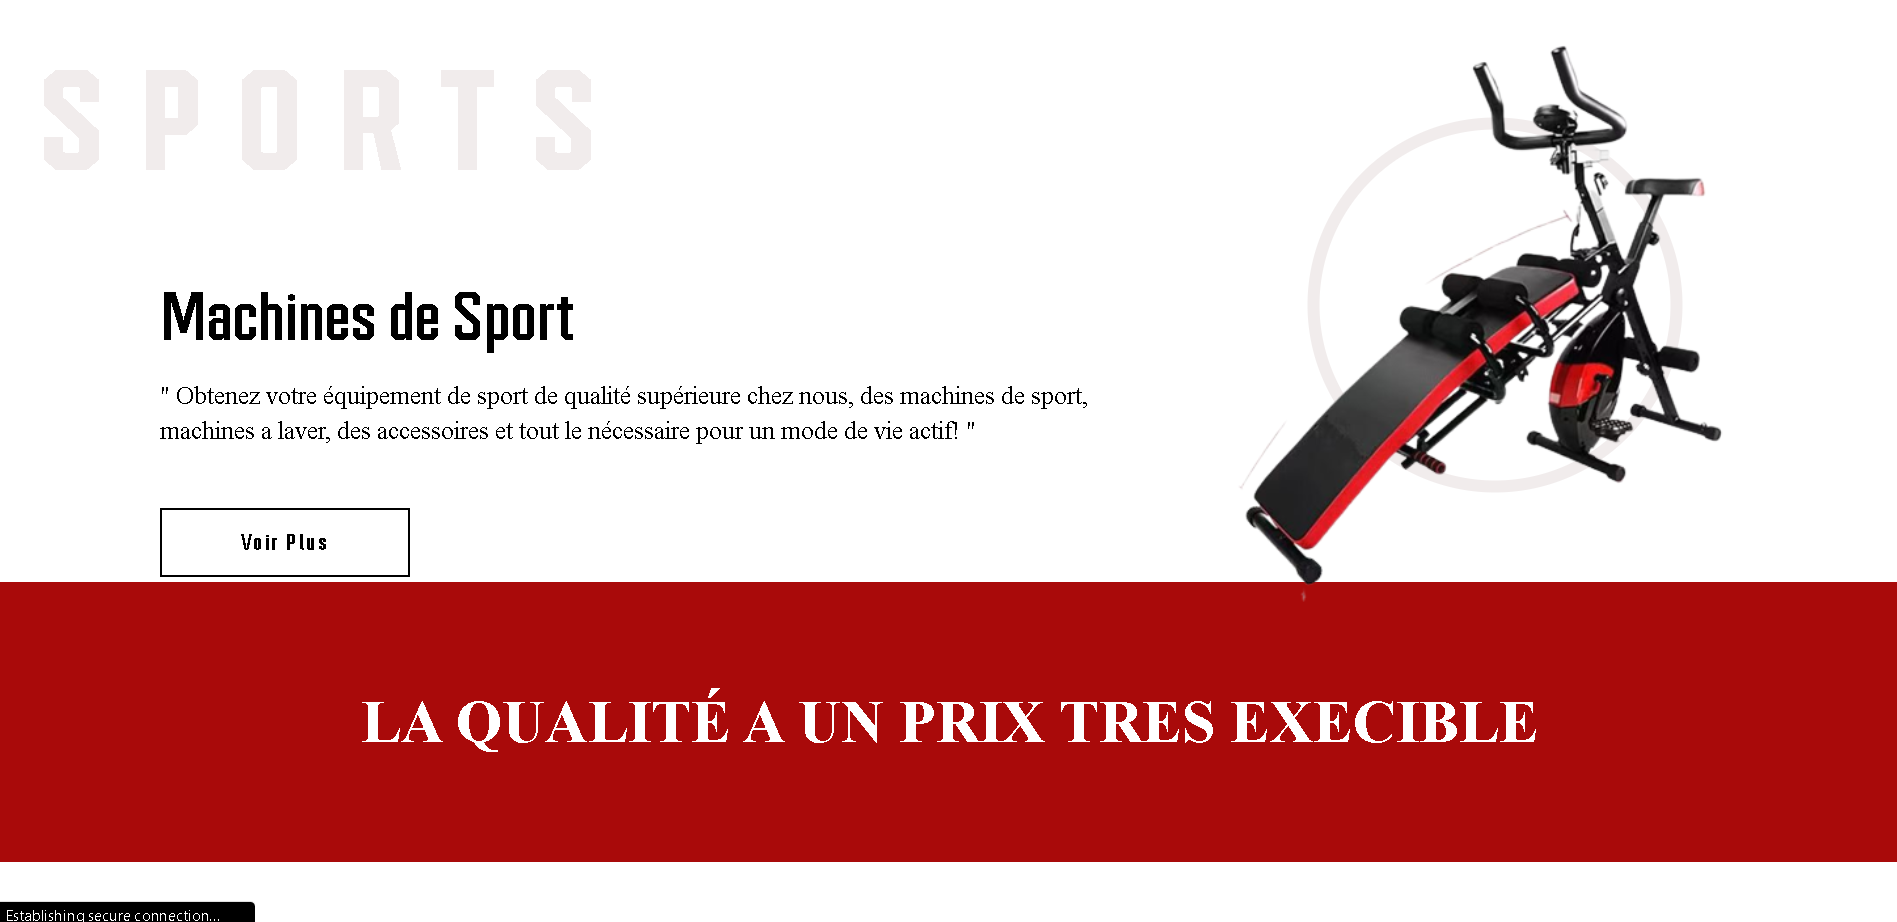 SPORTS
Machines de Sport
" Obtenez votre équipement de sport de qualité supérieure chez nous, des machines de sport,
machines a laver, des accessoires et tout le nécessaire pour un mode de vie actif! "
Voir Plus
LA QUALITÉ A UN PRIX TRES EXECIBLE
Establishing secure connection...